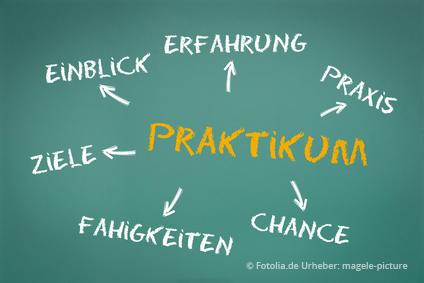 ERFAHRUNG
EiNBLiCK
PRAXiS
PRAKTiKUM
ZiELE
FAHiGKEiTEN
CHANCE
© Fotolia.de Urheber: magele-picture